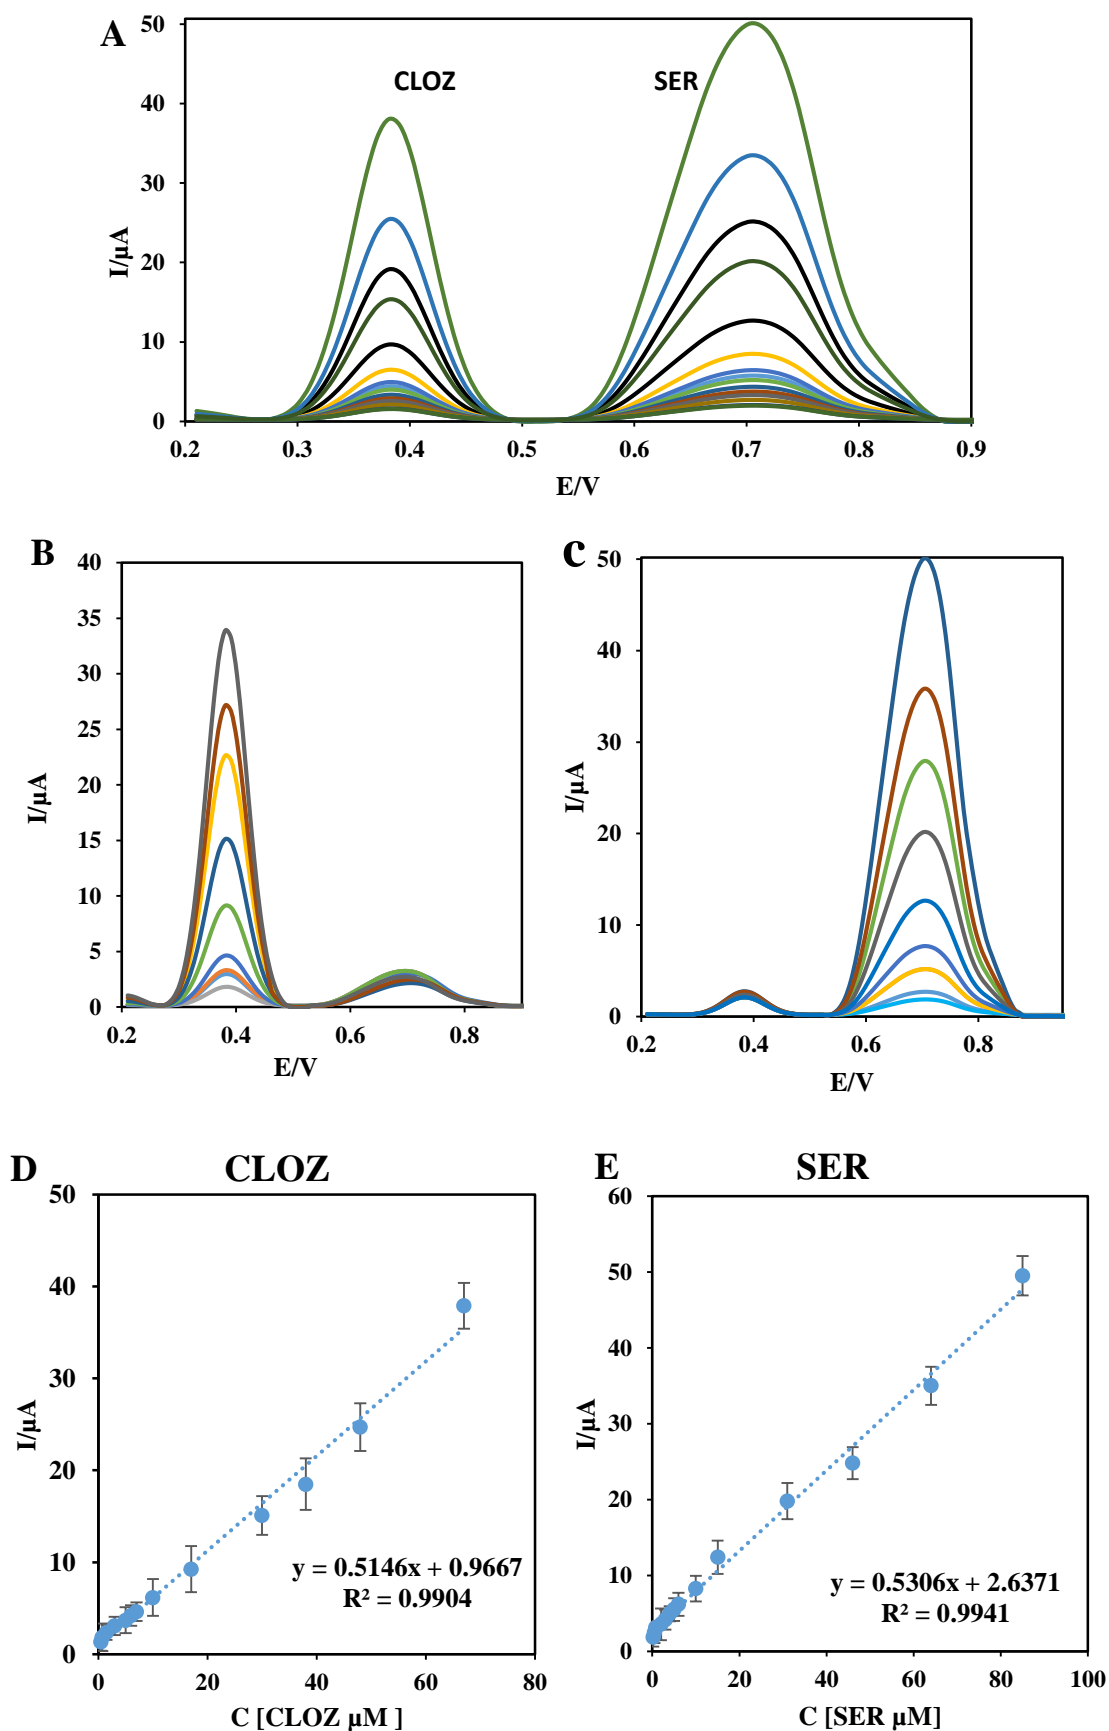 A
50
40
30
20
10
0
I/µA
CLOZ
SER
0.2 0.3 0.4 0.5 0.6 0.7 0.8 0.9
E/V
B
40
35
30
25
20
15
10
5
0
I/µA
0.2 0.4 0.6 0.8
E/V
c
50
40
30
20
10
0
I/µA
0.2 0.4 0.6 0.8
E/V
D
CLOZ
50
40
30
20
10
0
I/µA
y = 0.5146x + 0.9667
R² = 0.9904
0 20 40 60 80
C [CLOZ µM ]
E
SER
60
50
40
30
20
10
0
I/µA
y = 0.5306x + 2.6371
R² = 0.9941
0 20 40 60 80 100
C [SER µM]